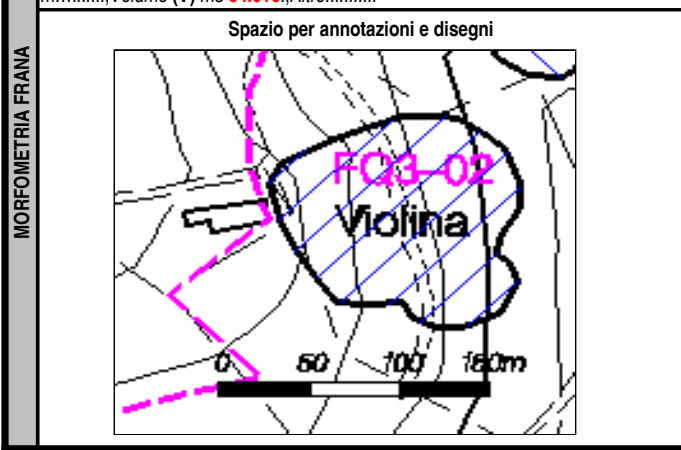 Volume (V) mc
Spazio per annotazioni e disegni
MORFOMETRIA FRANA
FQ3-02
Violina
0 50 100 150m